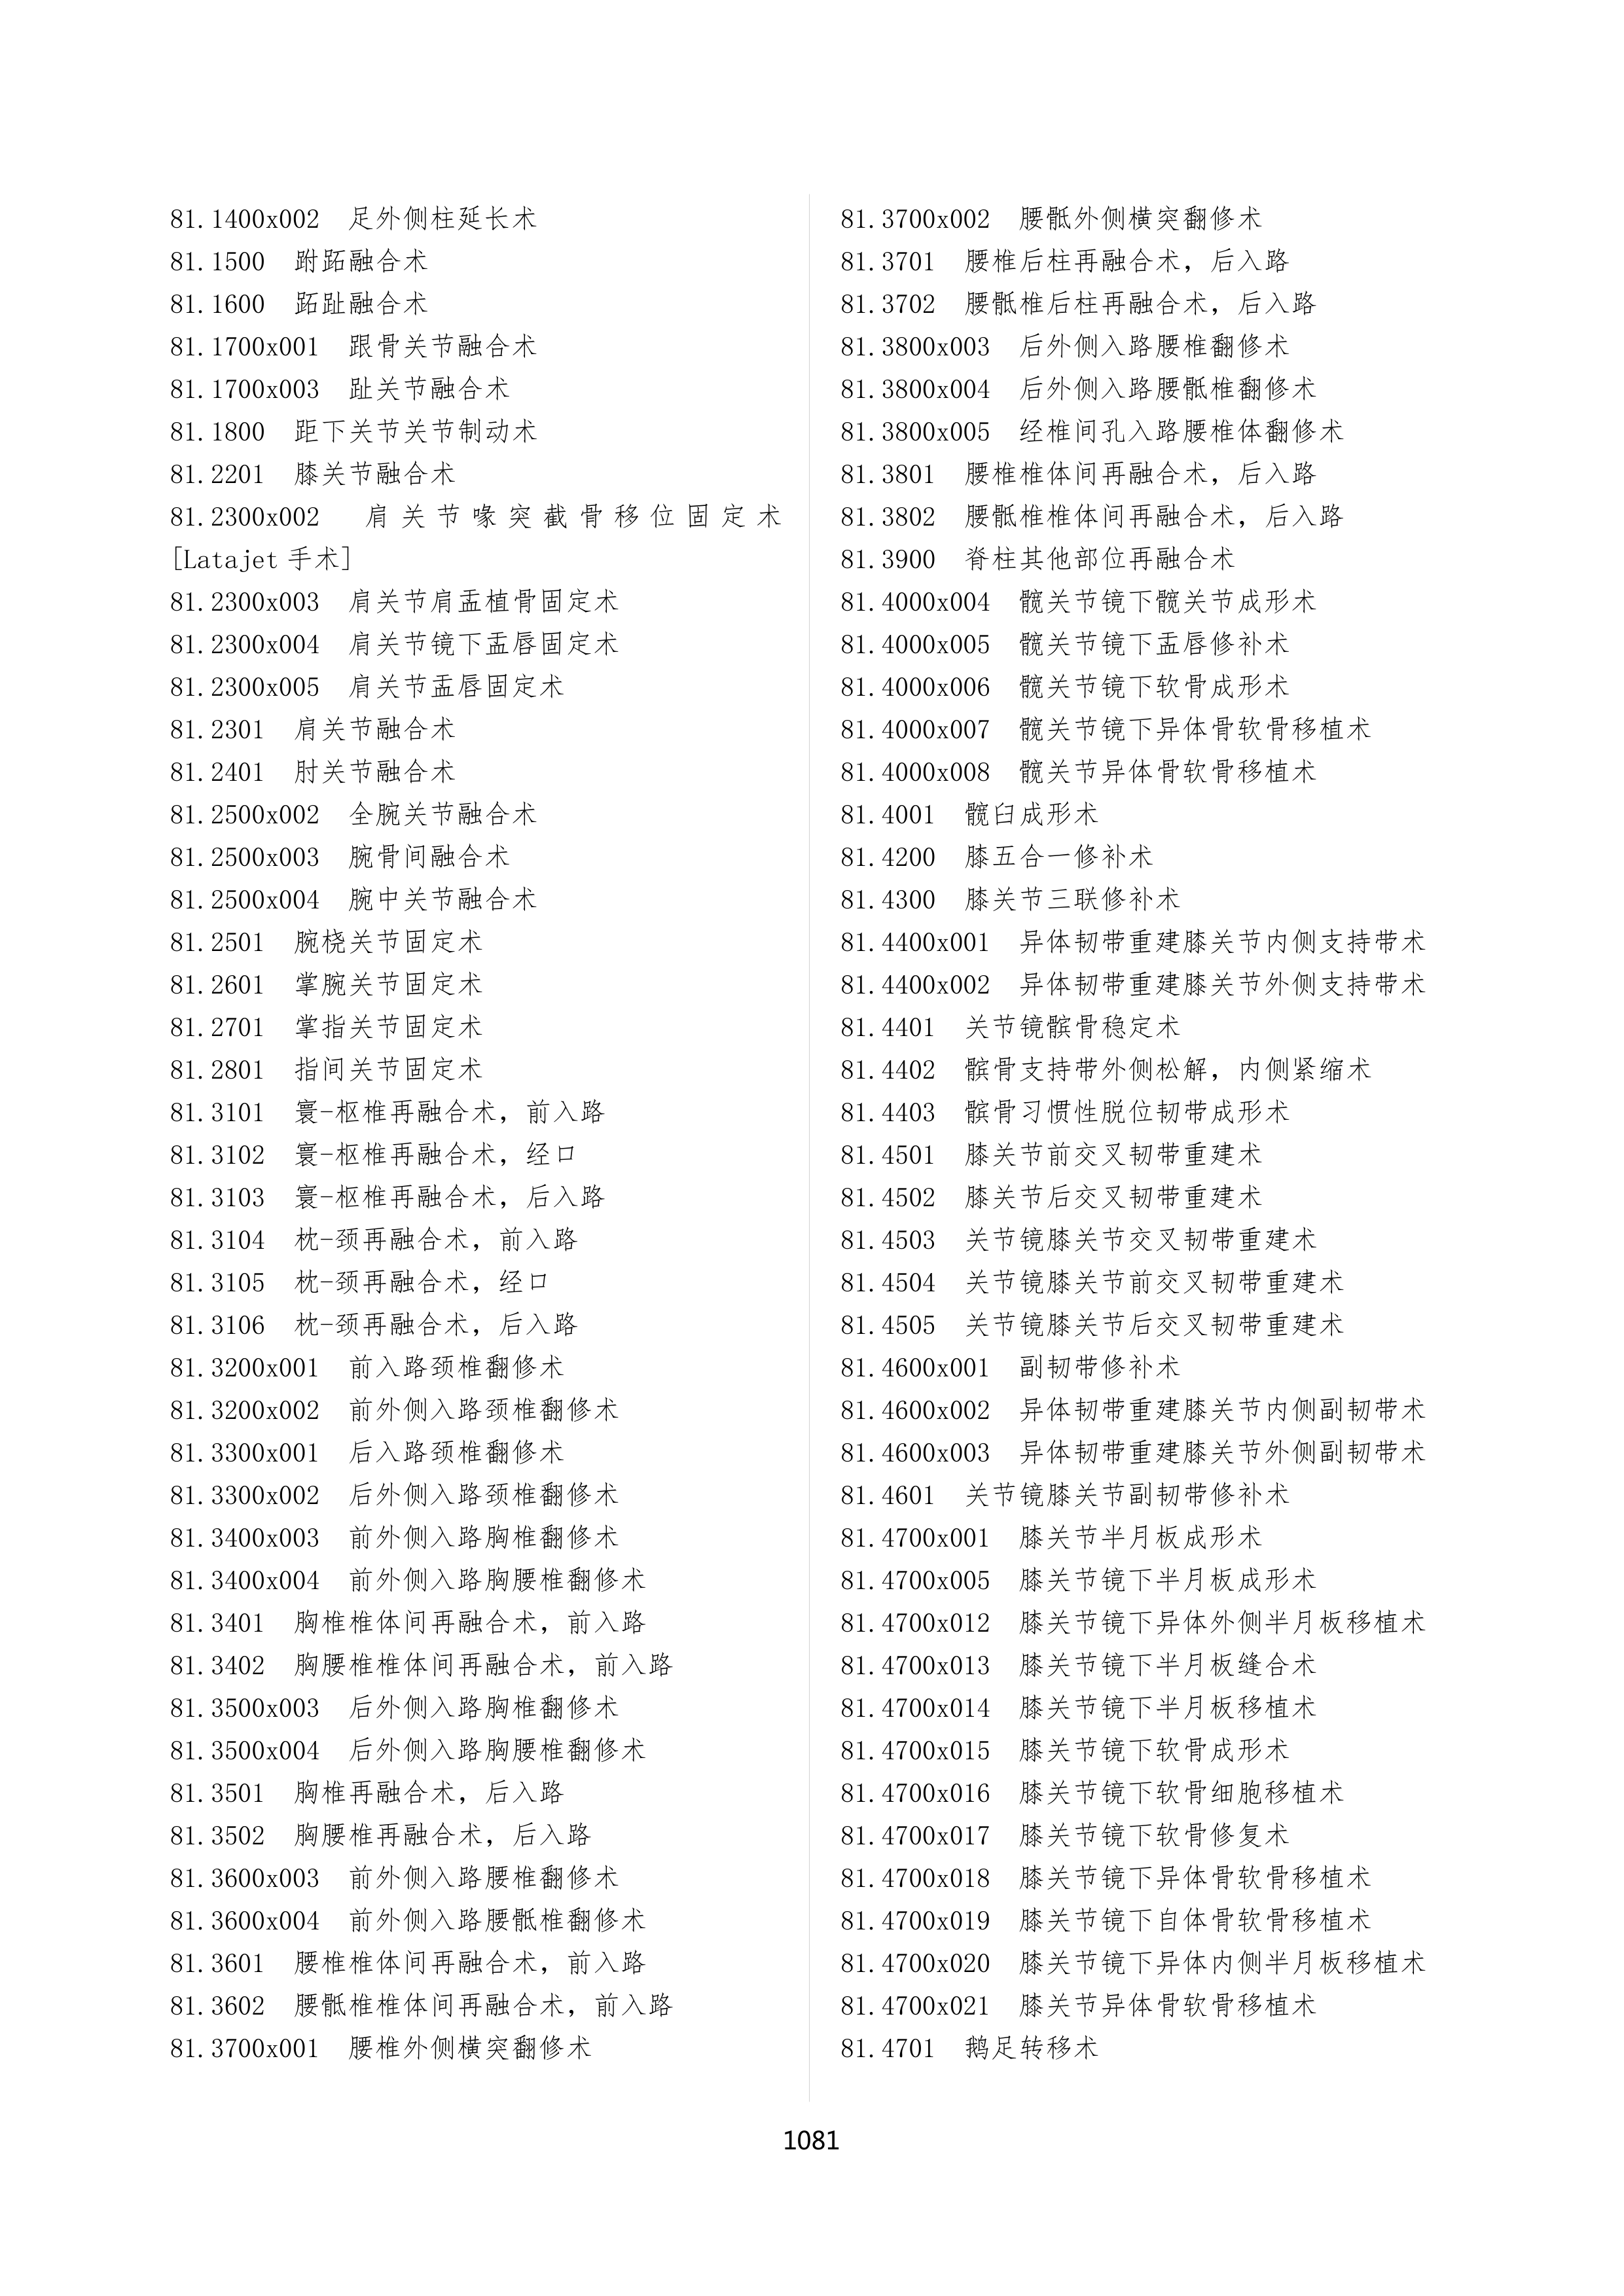 81.1400x002 足外侧柱延长术
81.1500 跗跖融合术
81.1600 跖趾融合术
81.1700x001 跟骨关节融合术
81.1700x003 趾关节融合术
81.1800 距下关节关节制动术
81.2201 膝关节融合术
81.2300x002 肩关节喙突截骨移位固定术
[Latajet 手术]
81.2300x003 肩关节肩盂植骨固定术
81.2300x004 肩关节镜下盂唇固定术
81.2300x005 肩关节盂唇固定术
81.2301 肩关节融合术
81.2401 肘关节融合术
81.2500x002 全腕关节融合术
81.2500x003 腕骨间融合术
81.2500x004 腕中关节融合术
81.2501 腕桡关节固定术
81.2601 掌腕关节固定术
81.2701 掌指关节固定术
81.2801 指间关节固定术
81.3101 寰-枢椎再融合术，前入路
81.3102 寰-枢椎再融合术，经口
81.3103 寰-枢椎再融合术，后入路
81.3104 枕-颈再融合术，前入路
81.3105 枕-颈再融合术，经口
81.3106 枕-颈再融合术，后入路
81.3200x001 前入路颈椎翻修术
81.3200x002 前外侧入路颈椎翻修术
81.3300x001 后入路颈椎翻修术
81.3300x002 后外侧入路颈椎翻修术
81.3400x003 前外侧入路胸椎翻修术
81.3400x004 前外侧入路胸腰椎翻修术
81.3401 胸椎椎体间再融合术，前入路
81.3402 胸腰椎椎体间再融合术，前入路
81.3500x003 后外侧入路胸椎翻修术
81.3500x004 后外侧入路胸腰椎翻修术
81.3501 胸椎再融合术，后入路
81.3502 胸腰椎再融合术，后入路
81.3600x003 前外侧入路腰椎翻修术
81.3600x004 前外侧入路腰骶椎翻修术
81.3601 腰椎椎体间再融合术，前入路
81.3602 腰骶椎椎体间再融合术，前入路
81.3700x001 腰椎外侧横突翻修术
81.3700x002 腰骶外侧横突翻修术
81.3701 腰椎后柱再融合术，后入路
81.3702 腰骶椎后柱再融合术，后入路
81.3800x003 后外侧入路腰椎翻修术
81.3800x004 后外侧入路腰骶椎翻修术
81.3800x005 经椎间孔入路腰椎体翻修术
81.3801 腰椎椎体间再融合术，后入路
81.3802 腰骶椎椎体间再融合术，后入路
81.3900 脊柱其他部位再融合术
81.4000x004 髋关节镜下髋关节成形术
81.4000x005 髋关节镜下盂唇修补术
81.4000x006 髋关节镜下软骨成形术
81.4000x007 髋关节镜下异体骨软骨移植术
81.4000x008 髋关节异体骨软骨移植术
81.4001 髋臼成形术
81.4200 膝五合一修补术
81.4300 膝关节三联修补术
81.4400x001 异体韧带重建膝关节内侧支持带术
81.4400x002 异体韧带重建膝关节外侧支持带术
81.4401 关节镜髌骨稳定术
81.4402 髌骨支持带外侧松解，内侧紧缩术
81.4403 髌骨习惯性脱位韧带成形术
81.4501 膝关节前交叉韧带重建术
81.4502 膝关节后交叉韧带重建术
81.4503 关节镜膝关节交叉韧带重建术
81.4504 关节镜膝关节前交叉韧带重建术
81.4505 关节镜膝关节后交叉韧带重建术
81.4600x001 副韧带修补术
81.4600x002 异体韧带重建膝关节内侧副韧带术
81.4600x003 异体韧带重建膝关节外侧副韧带术
81.4601 关节镜膝关节副韧带修补术
81.4700x001 膝关节半月板成形术
81.4700x005 膝关节镜下半月板成形术
81.4700x012 膝关节镜下异体外侧半月板移植术
81.4700x013 膝关节镜下半月板缝合术
81.4700x014 膝关节镜下半月板移植术
81.4700x015 膝关节镜下软骨成形术
81.4700x016 膝关节镜下软骨细胞移植术
81.4700x017 膝关节镜下软骨修复术
81.4700x018 膝关节镜下异体骨软骨移植术
81.4700x019 膝关节镜下自体骨软骨移植术
81.4700x020 膝关节镜下异体内侧半月板移植术
81.4700x021 膝关节异体骨软骨移植术
81.4701 鹅足转移术
1081